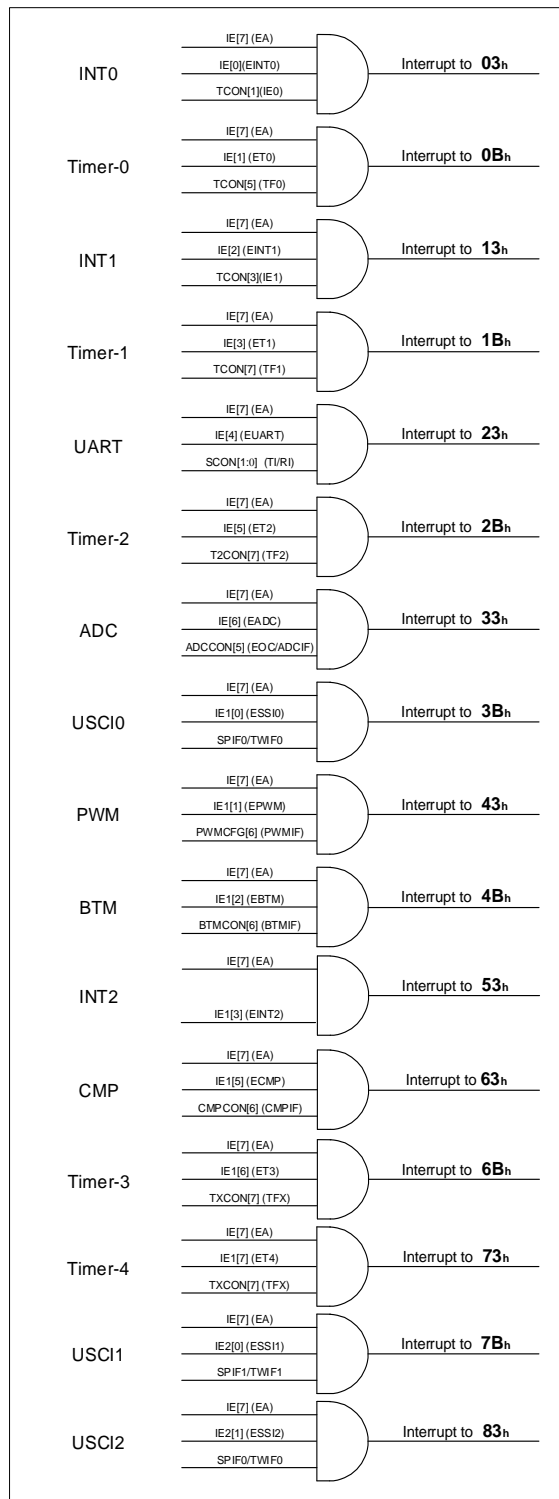 IE[7] (EA)
INT0
IE[0](EINT0)
TCON[1](IE0)
Interrupt to 03h
IE[7] (EA)
Timer-0
IE[1] (ET0)
TCON[5] (TF0)
Interrupt to 0Bh
IE[7] (EA)
INT1
IE[2] (EINT1)
TCON[3](IE1)
Interrupt to 13h
IE[7] (EA)
Timer-1
IE[3] (ET1)
TCON[7] (TF1)
Interrupt to 1Bh
IE[7] (EA)
UART
IE[4] (EUART)
SCON[1:0] (TI/RI)
Interrupt to 23h
IE[7] (EA)
Timer-2
IE[5] (ET2)
T2CON[7] (TF2)
Interrupt to 2Bh
IE[7] (EA)
ADC
IE[6] (EADC)
ADCCON[5] (EOC/ADCIF)
Interrupt to 33h
IE[7] (EA)
USCI0
IE1[0] (ESSI0)
SPIF0/TWIF0
Interrupt to 3Bh
IE[7] (EA)
PWM
IE1[1] (EPWM)
PWMCFG[6] (PWMIF)
Interrupt to 43h
IE[7] (EA)
BTM
IE1[2] (EBTM)
BTMCON[6] (BTMIF)
Interrupt to 4Bh
IE[7] (EA)
INT2
IE1[3] (EINT2)
Interrupt to 53h
IE[7] (EA)
CMP
IE1[5] (ECMP)
CMPCON[6] (CMPIF)
Interrupt to 63h
IE[7] (EA)
Timer-3
IE1[6] (ET3)
TXCON[7] (TFX)
Interrupt to 6Bh
IE[7] (EA)
Timer-4
IE1[7] (ET4)
TXCON[7] (TFX)
Interrupt to 73h
IE[7] (EA)
USCI1
IE2[0] (ESSI1)
SPIF1/TWIF1
Interrupt to 7Bh
IE[7] (EA)
USCI2
IE2[1] (ESSI2)
SPIF0/TWIF0
Interrupt to 83h